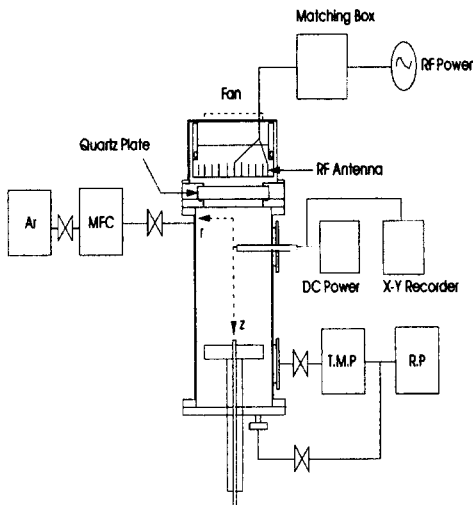 Matching Box
RF Power
Fan
Quartz Plate
RF Antenna
Ar
MFC
r
DC Power
X-Y Recorder
z
T.M.P
R.P